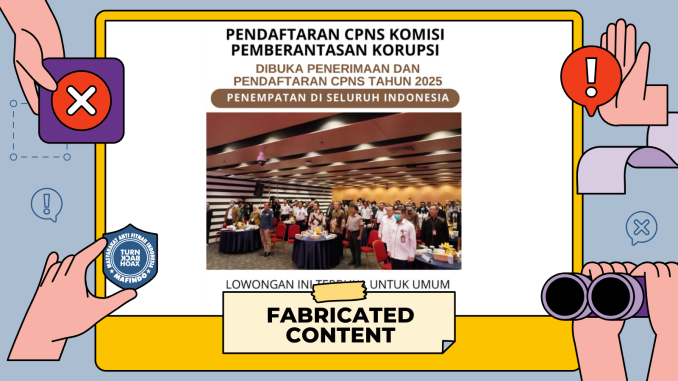 PENDAFTARAN CPNS KOMISI
PEMBERANTASAN KORUPSI
DIBUKA PENERIMAAN DAN
PENDAFTARAN CPNS TAHUN 2025
PENEMPATAN DI SELURUH INDONESIA
MASYARAKAT ANTI FITNAH INDONESIA
TURN
BACK
HOAX
MAFINDO
LOWONGAN INI TERBUKA UNTUK UMUM
FABRICATED
CONTENT